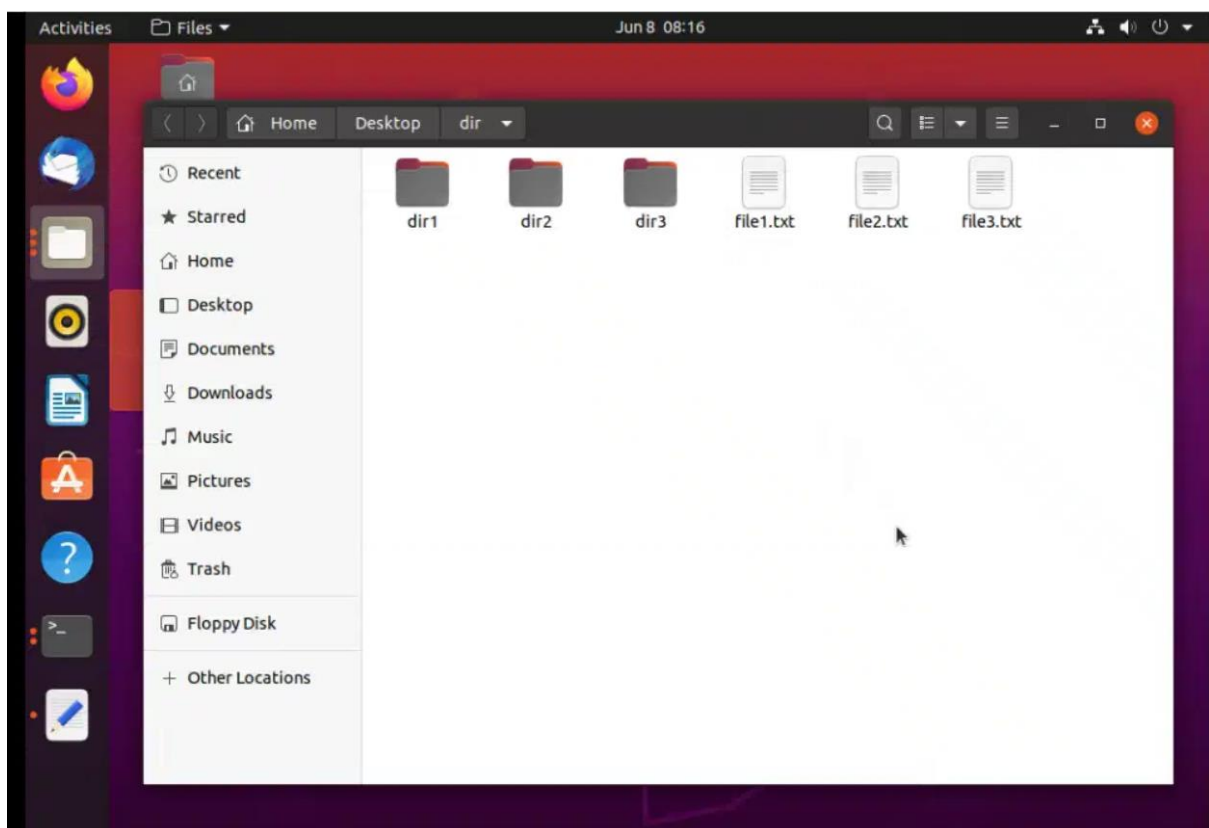 Activities Files Jun 8 08:16
Home Desktop dir
Recent
Starred
Home
Desktop
Documents
Downloads
Music
Pictures
Videos
Trash
Floppy Disk
+ Other Locations
dir1 dir2 dir3 file1.txt file2.txt file3.txt